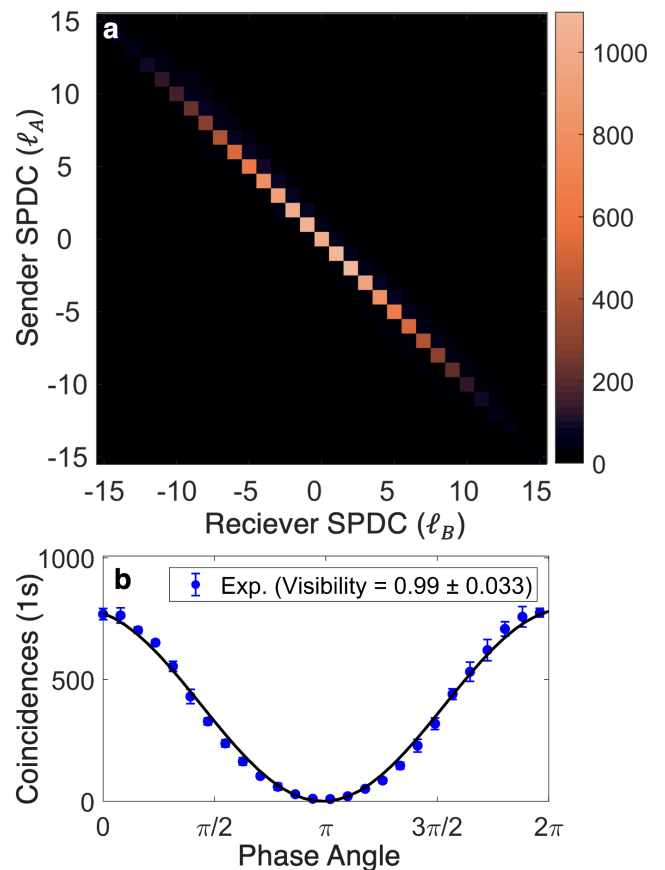 a
15
10
5
0
-5
-10
-15
Sender SPDC (ℓA)
-15 -10 -5 0 5 10 15
Reciever SPDC (ℓB)
1000
800
600
400
200
0
b
Exp. (Visibility = 0.99 ± 0.033)
1000
500
0
Coincidences (1s)
0 π/2 π 3π/2 2π
Phase Angle